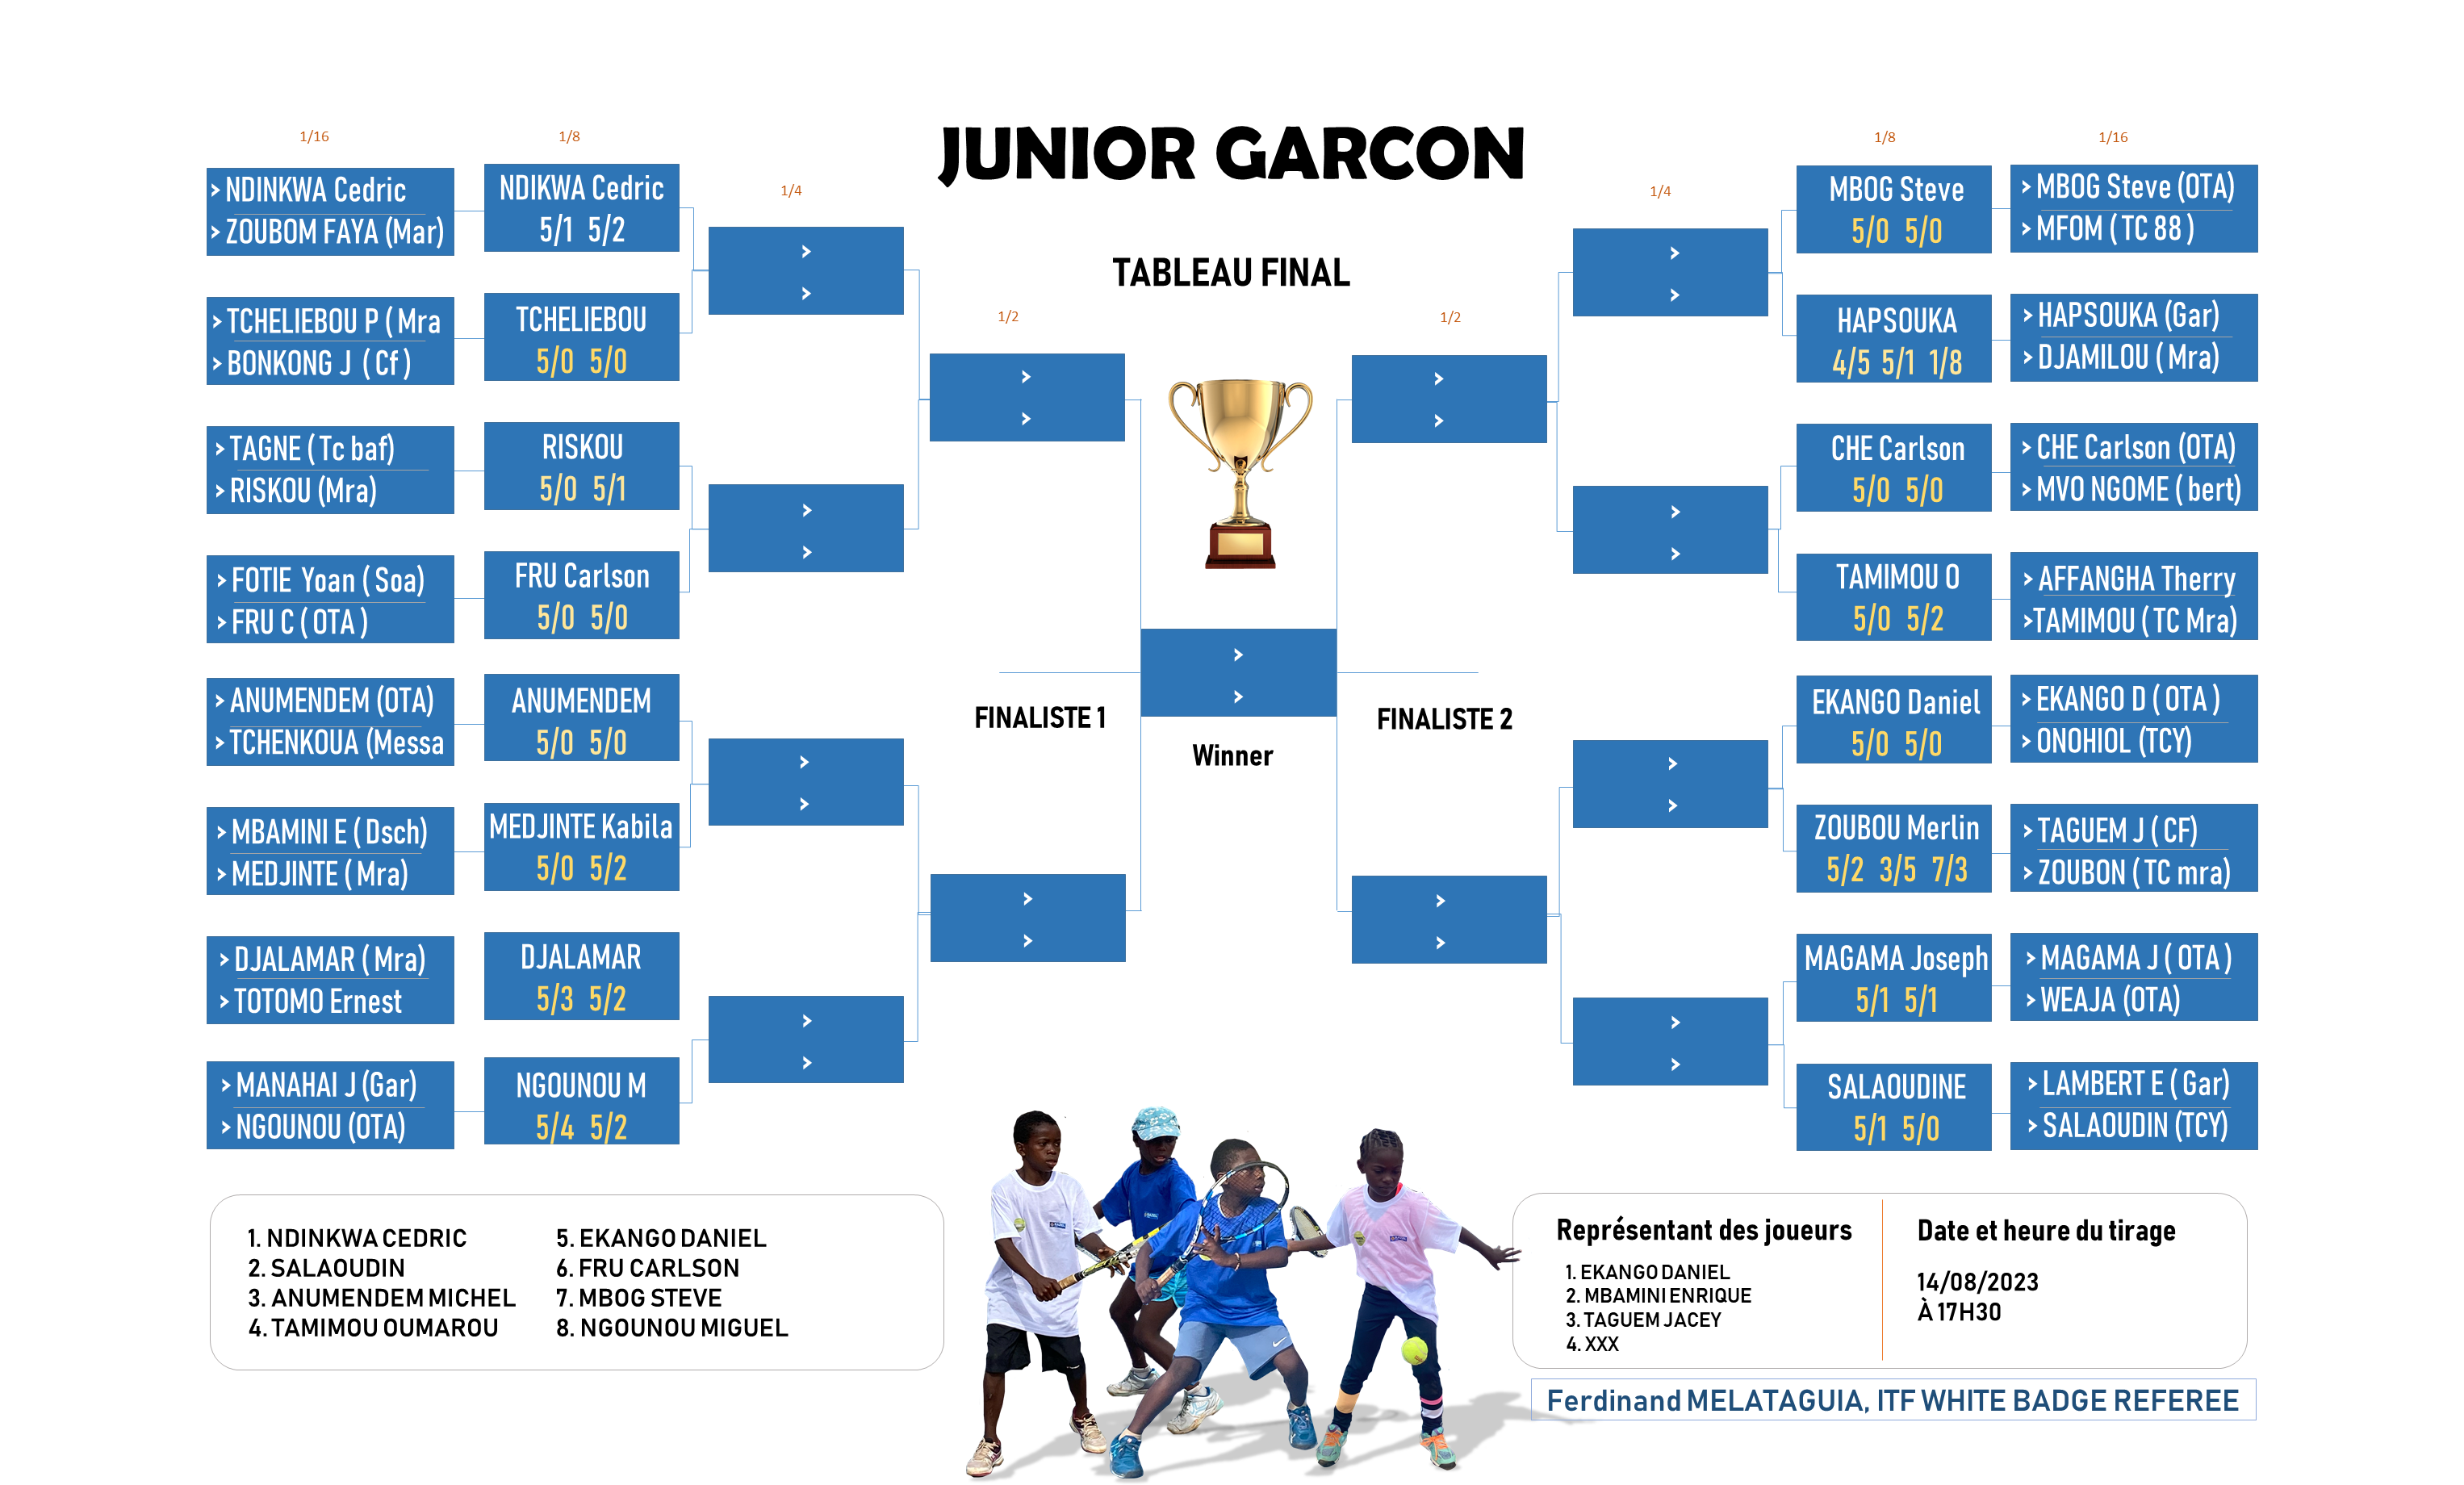 JUNIOR GARCON
TABLEAU FINAL
1/16
1/8
1/4
1/2
> NDINKWA Cedric
> ZOUBOM FAYA (Mar)
> TCHELIEBOU P ( Mra
> BONKONG J ( Cf )
> TAGNE ( Tc baf)
> RISKOU (Mra)
> FOTIE Yoan ( Soa)
> FRU C ( OTA )
> ANUMENDEM (OTA)
> TCHENKOUA (Messa
> MBAMINI E ( Dsch)
> MEDJINTE ( Mra)
> DJALAMAR ( Mra)
> TOTOMO Ernest
> MANAHAI J (Gar)
> NGOUNOU (OTA)
NDIKWA Cedric
5/1 5/2
TCHELIEBOU
5/0 5/0
RISKOU
5/0 5/1
FRU Carlson
5/0 5/0
ANUMENDEM
5/0 5/0
MEDJINTE Kabila
5/0 5/2
DJALAMAR
5/3 5/2
NGOUNOU M
5/4 5/2
>
>
>
>
>
>
>
>
>
>
>
>
FINALISTE 1
>
>
Winner
FINALISTE 2
1/2
1/4
1/8
1/16
>
>
>
>
>
>
>
>
>
>
>
>
MBOG Steve
5/0 5/0
HAPSOUKA
4/5 5/1 1/8
CHE Carlson
5/0 5/0
TAMIMOU O
5/0 5/2
EKANGO Daniel
5/0 5/0
ZOUBOU Merlin
5/2 3/5 7/3
MAGAMA Joseph
5/1 5/1
SALAOUDINE
5/1 5/0
> MBOG Steve (OTA)
> MFOM ( TC 88 )
> HAPSOUKA (Gar)
> DJAMILOU ( Mra)
> CHE Carlson (OTA)
> MVO NGOME ( bert)
> AFFANGHA Therry
>TAMIMOU ( TC Mra)
> EKANGO D ( OTA )
> ONOHIOL (TCY)
> TAGUEM J ( CF)
> ZOUBON ( TC mra)
> MAGAMA J ( OTA )
> WEAJA (OTA)
> LAMBERT E ( Gar)
> SALAOUDIN (TCY)
1. NDINKWA CEDRIC
2. SALAOUDIN
3. ANUMENDEM MICHEL
4. TAMIMOU OUMAROU
5. EKANGO DANIEL
6. FRU CARLSON
7. MBOG STEVE
8. NGOUNOU MIGUEL
Représentant des joueurs
1. EKANGO DANIEL
2. MBAMINI ENRIQUE
3. TAGUEM JACEY
4. XXX
Date et heure du tirage
14/08/2023
À 17H30
Ferdinand MELATAGUIA, ITF WHITE BADGE REFEREE